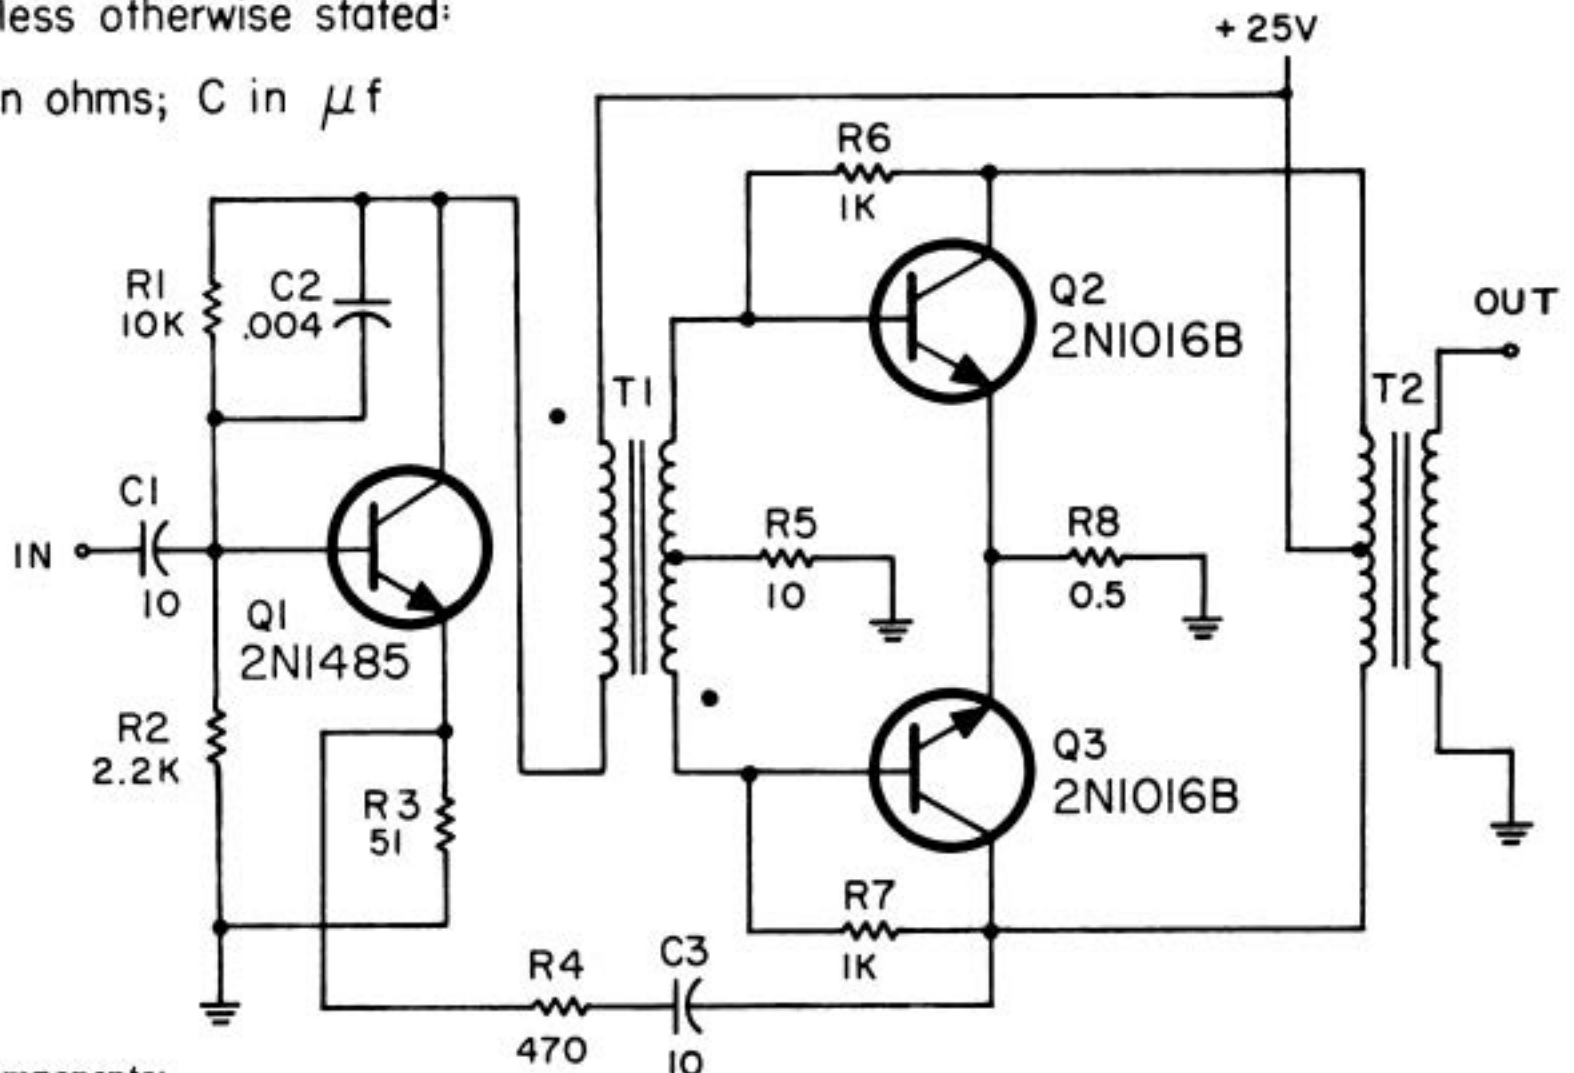 less otherwise stated:
n ohms; C in μf
+25V
R6
1K
R1
10K
C2
.004
Q2
2N1016B
OUT
T1
T2
C1
10
IN
R5
10
R8
0.5
Q1
2N1485
R2
2.2K
R3
51
Q3
2N1016B
R7
1K
R4
470
C3
10